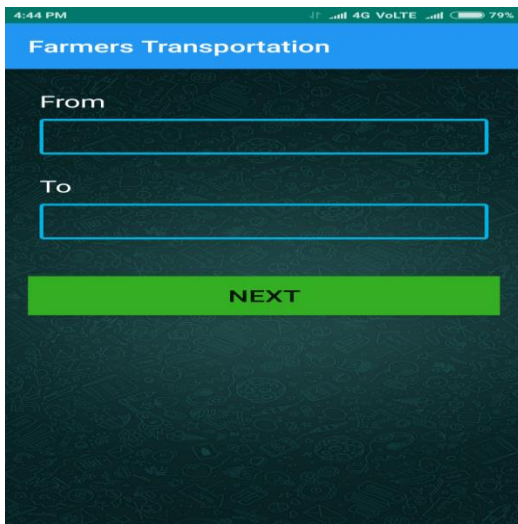 4:44 PM 4G VoLTE 79%
Farmers Transportation
From
To
NEXT